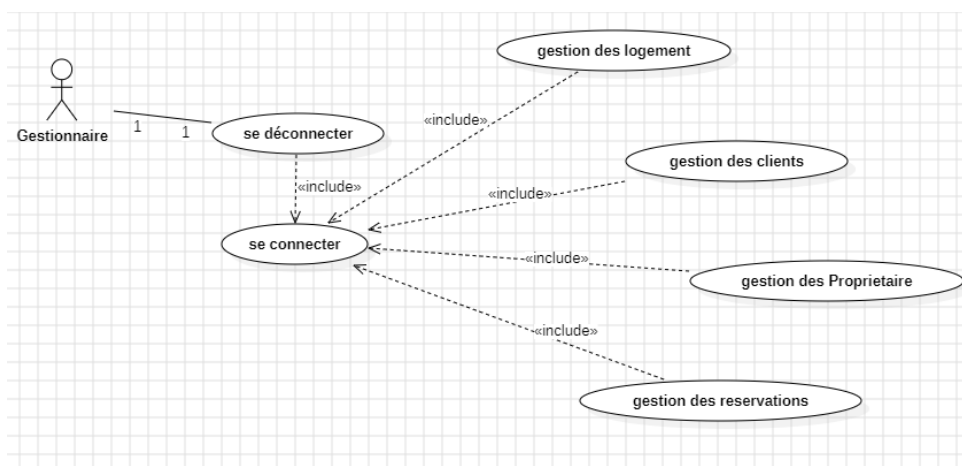 gestion des logement
Gestionnaire
1
1
se déconnecter
«include»
«include»
gestion des clients
«include»
se connecter
«include»
gestion des Proprietaire
«include»
gestion des reservations